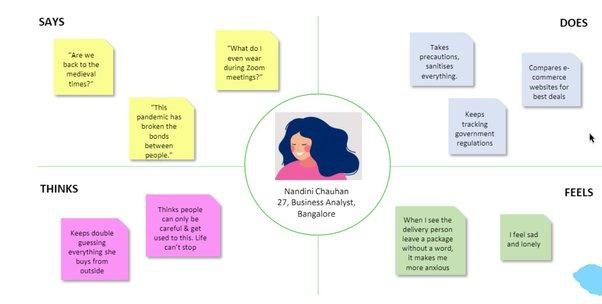 SAYS
DOES
"Are we
back to the
medieval
times?"
"What do I
even wear
during Zoom
meetings?"
"This
pandemic has
broken the
bonds
between
people."
Takes
precautions,
sanitises
everything.
Compares e-
commerce
websites for
best deals
Keeps
tracking
government
regulations
Nandini Chauhan
27, Business Analyst,
Bangalore
THINKS
FEELS
Keeps double
guessing
everything she
buys from
outside
Thinks people
can only be
careful & get
used to this. Life
can't stop
When I see the
delivery person
leave a package
without a word,
it makes me
more anxious
I feel sad
and lonely